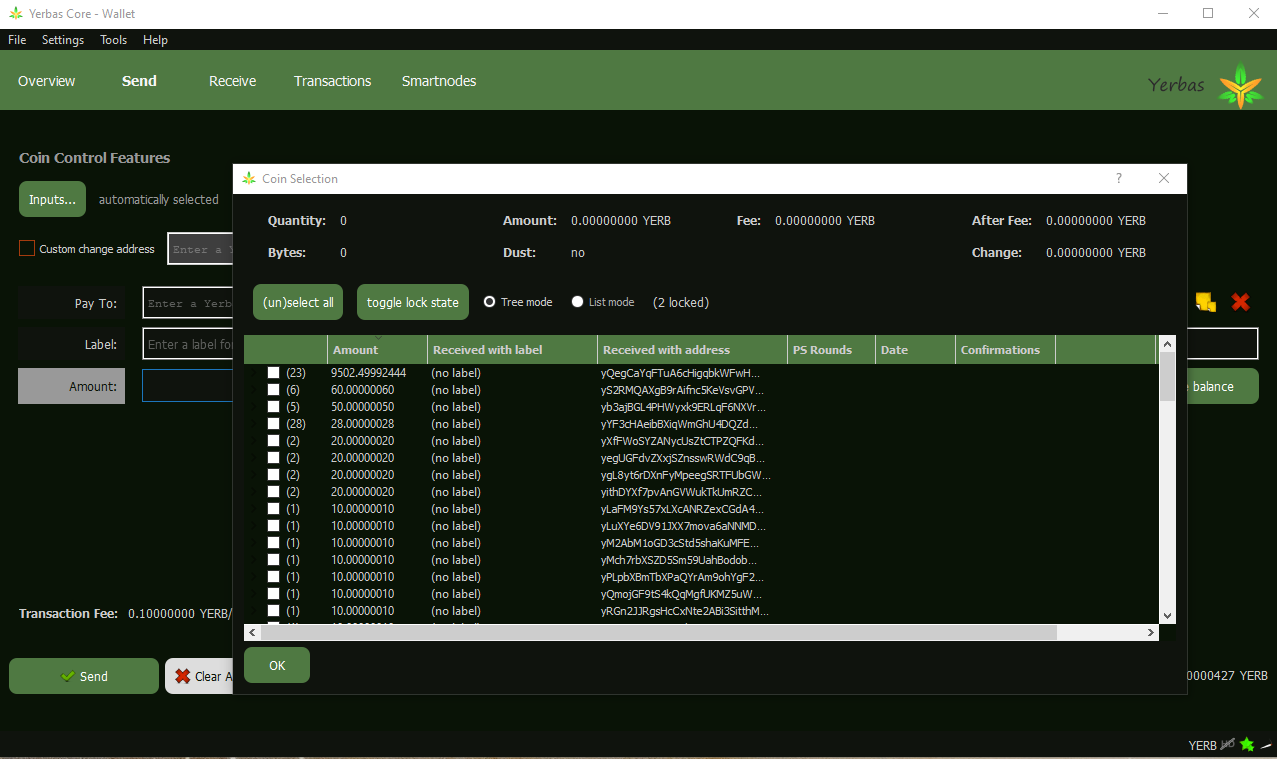 Yerbas Core - Wallet
File Settings Tools Help
Overview Send Receive Transactions Smartnodes Yerbas
Coin Control Features
Inputs... automatically selected
Custom change address Enter a Y
Pay To: Enter a Yerb
Label: Enter a label fo
Amount: balance
Coin Selection ?
Quantity: 0 Amount: 0.00000000 YERB Fee: 0.00000000 YERB After Fee: 0.00000000 YERB
Bytes: 0 Dust: no Change: 0.00000000 YERB
(un)select all toggle lock state Tree mode List mode (2 locked)
Amount Received with label Received with address PS Rounds Date Confirmations
(23) 9502.49992444 (no label) yQegCaYqFTuA6cHigqbkWFwH...
(6) 60.00000060 (no label) yS2RMQAXgB9rAifnc5KeVsvGPV...
(5) 50.00000050 (no label) yb3ajBGL4PHWyxk9ERLqF6NXVr...
(28) 28.00000028 (no label) yYF3cHAeibBXiqWmGhU4DQZd...
(2) 20.00000020 (no label) yXfFWoSYZANycUsZtCTPZQFKd...
(2) 20.00000020 (no label) yegUGFdvZXxjSZnsswRWdC9qB...
(2) 20.00000020 (no label) ygL8yt6rDXnFyMpeegSRTFUbGW...
(2) 20.00000020 (no label) yithDYXf7pvAnGVWukTkUmRZC...
(1) 10.00000010 (no label) yLaFM9Ys57xLXcANRZexCGdA4...
(1) 10.00000010 (no label) yLuXYe6DV91JXX7mova6aNNMD...
(1) 10.00000010 (no label) yM2AbM1oGD3cStd5shaKuMFE...
(1) 10.00000010 (no label) yMch7rbXSZD5Sm59UahBodob...
(1) 10.00000010 (no label) yPLpbXBmTbXPaQYrAm9ohYgF2...
(1) 10.00000010 (no label) yQmojGF9tS4kQqMgfUKMZ5uW...
(1) 10.00000010 (no label) yRGn2JJRgsHcCxNte2ABi3SitthM...
Transaction Fee: 0.10000000 YERB/
OK
Send Clear A 0000427 YERB
YERB HD